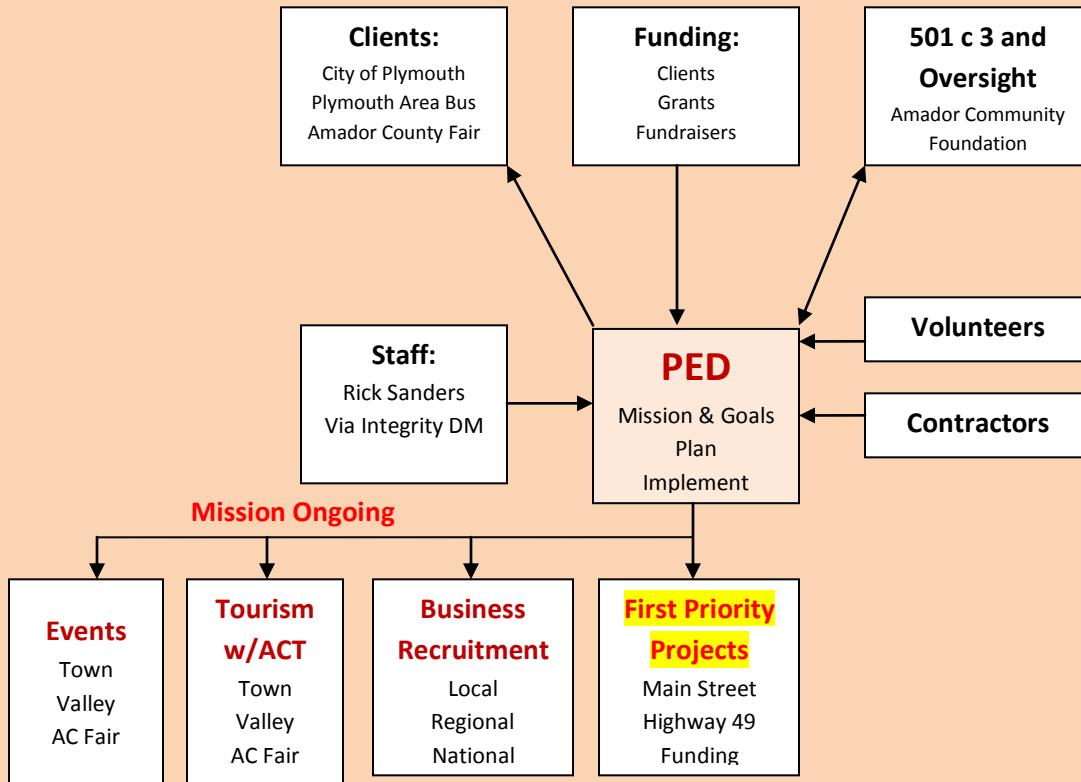 Clients:
City of Plymouth
Plymouth Area Bus
Amador County Fair
Funding:
Clients
Grants
Fundraisers
501 c 3 and
Oversight
Amador Community
Foundation
Staff:
Rick Sanders
Via Integrity DM
PED
Mission & Goals
Plan
Implement
Volunteers
Contractors
Mission Ongoing
Events
Town
Valley
AC Fair
Tourism
w/ACT
Town
Valley
AC Fair
Business
Recruitment
Local
Regional
National
First Priority
Projects
Main Street
Highway 49
Funding